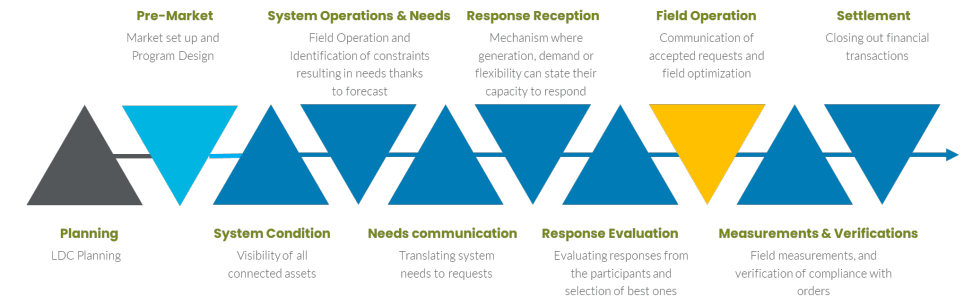 Pre-Market
Market set up and
Program Design
System Operations & Needs
Field Operation and
Identification of constraints
resulting in needs thanks
to forecast
Response Reception
Mechanism where
generation, demand or
flexibility can state their
capacity to respond
Field Operation
Communication of
accepted requests and
field optimization
Settlement
Closing out financial
transactions
Planning
LDC Planning
System Condition
Visibility of all
connected assets
Needs communication
Translating system
needs to requests
Response Evaluation
Evaluating responses from
the participants and
selection of best ones
Measurements & Verifications
Field measurements, and
verification of compliance with
orders